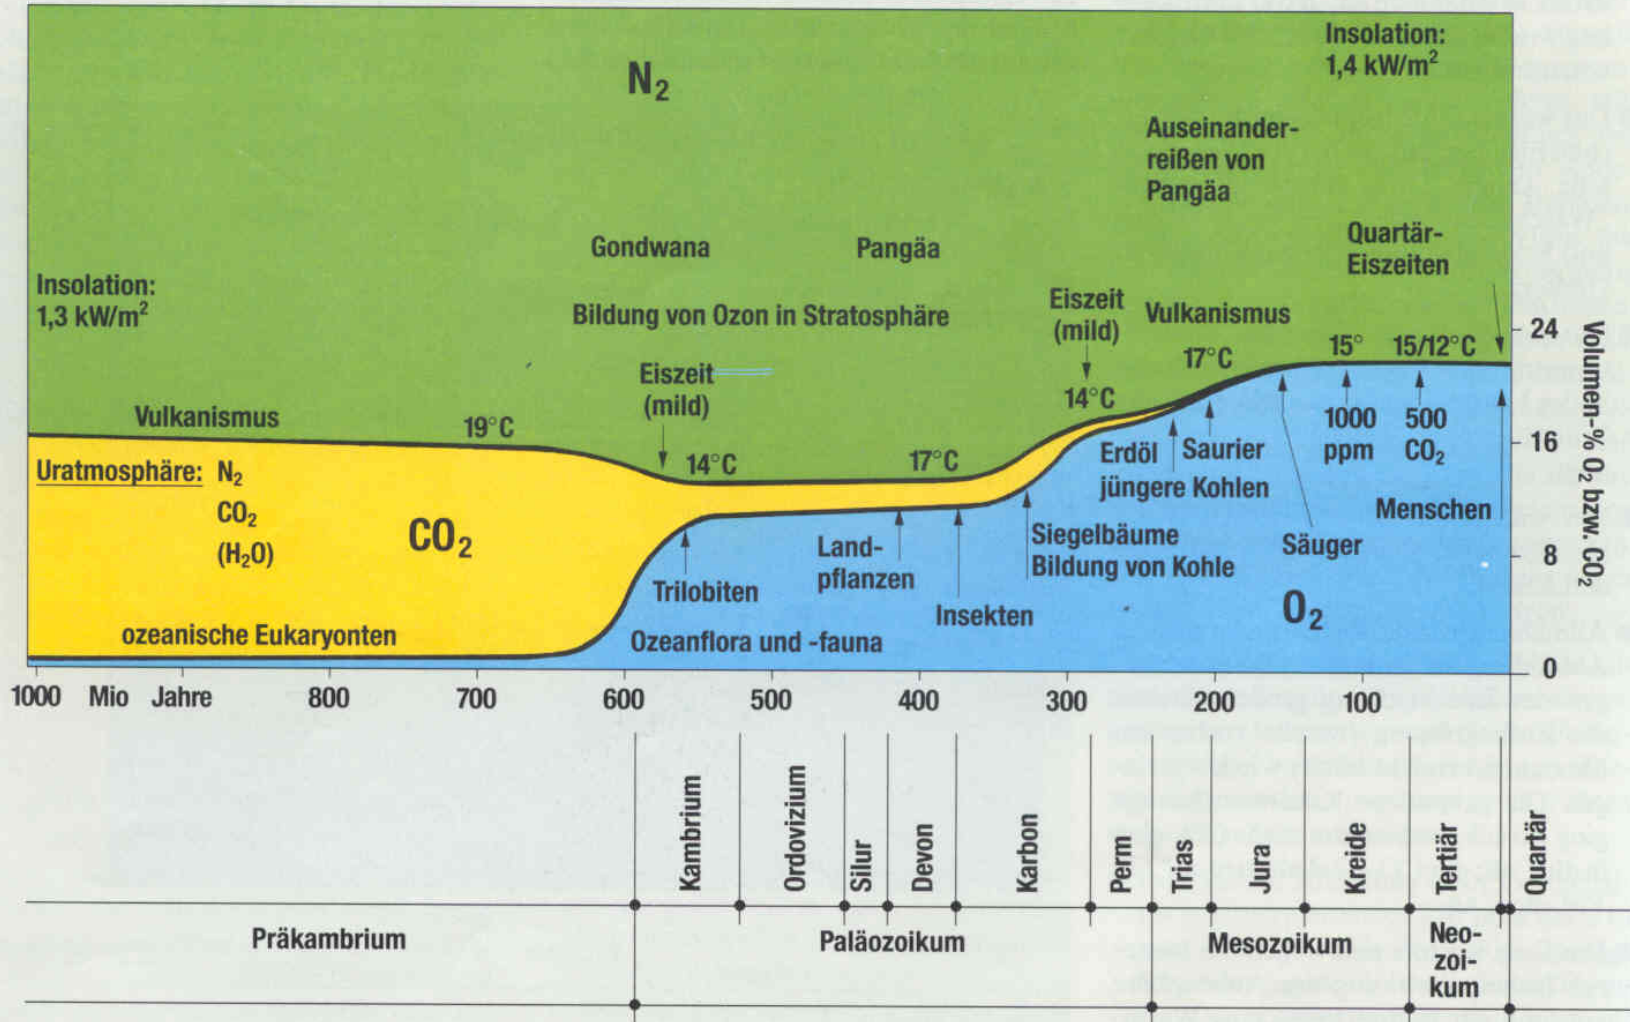 N₂
Insolation:
1,4 kW/m²
Auseinander-
reißen von
Pangäa
Gondwana
Pangäa
Quartär-
Eiszeiten
Insolation:
1,3 kW/m²
Bildung von Ozon in Stratosphäre
Eiszeit
(mild)
Vulkanismus
Eiszeit
(mild)
17°C
15°
15/12°C
14°C
Vulkanismus
19°C
14°C
17°C
Uratmosphäre: N₂
CO₂
(H₂O)
CO₂
ozeanische Eukaryonten
Trilobiten
Ozeanflora und -fauna
Land-
pflanzen
Insekten
Siegelbäume
Bildung von Kohle
Erdöl
jüngere Kohlen
Saurier
Säuger
1000
ppm
500
CO₂
Menschen
O₂
24
16
8
0
Volumen-% O₂ bzw. CO₂
1000 Mio Jahre 800 700 600 500 400 300 200 100
Kambrium
Ordovizium
Silur
Devon
Karbon
Perm
Trias
Jura
Kreide
Tertiär
Quartär
Präkambrium
Paläozoikum
Mesozoikum
Neo-
zoi-
kum